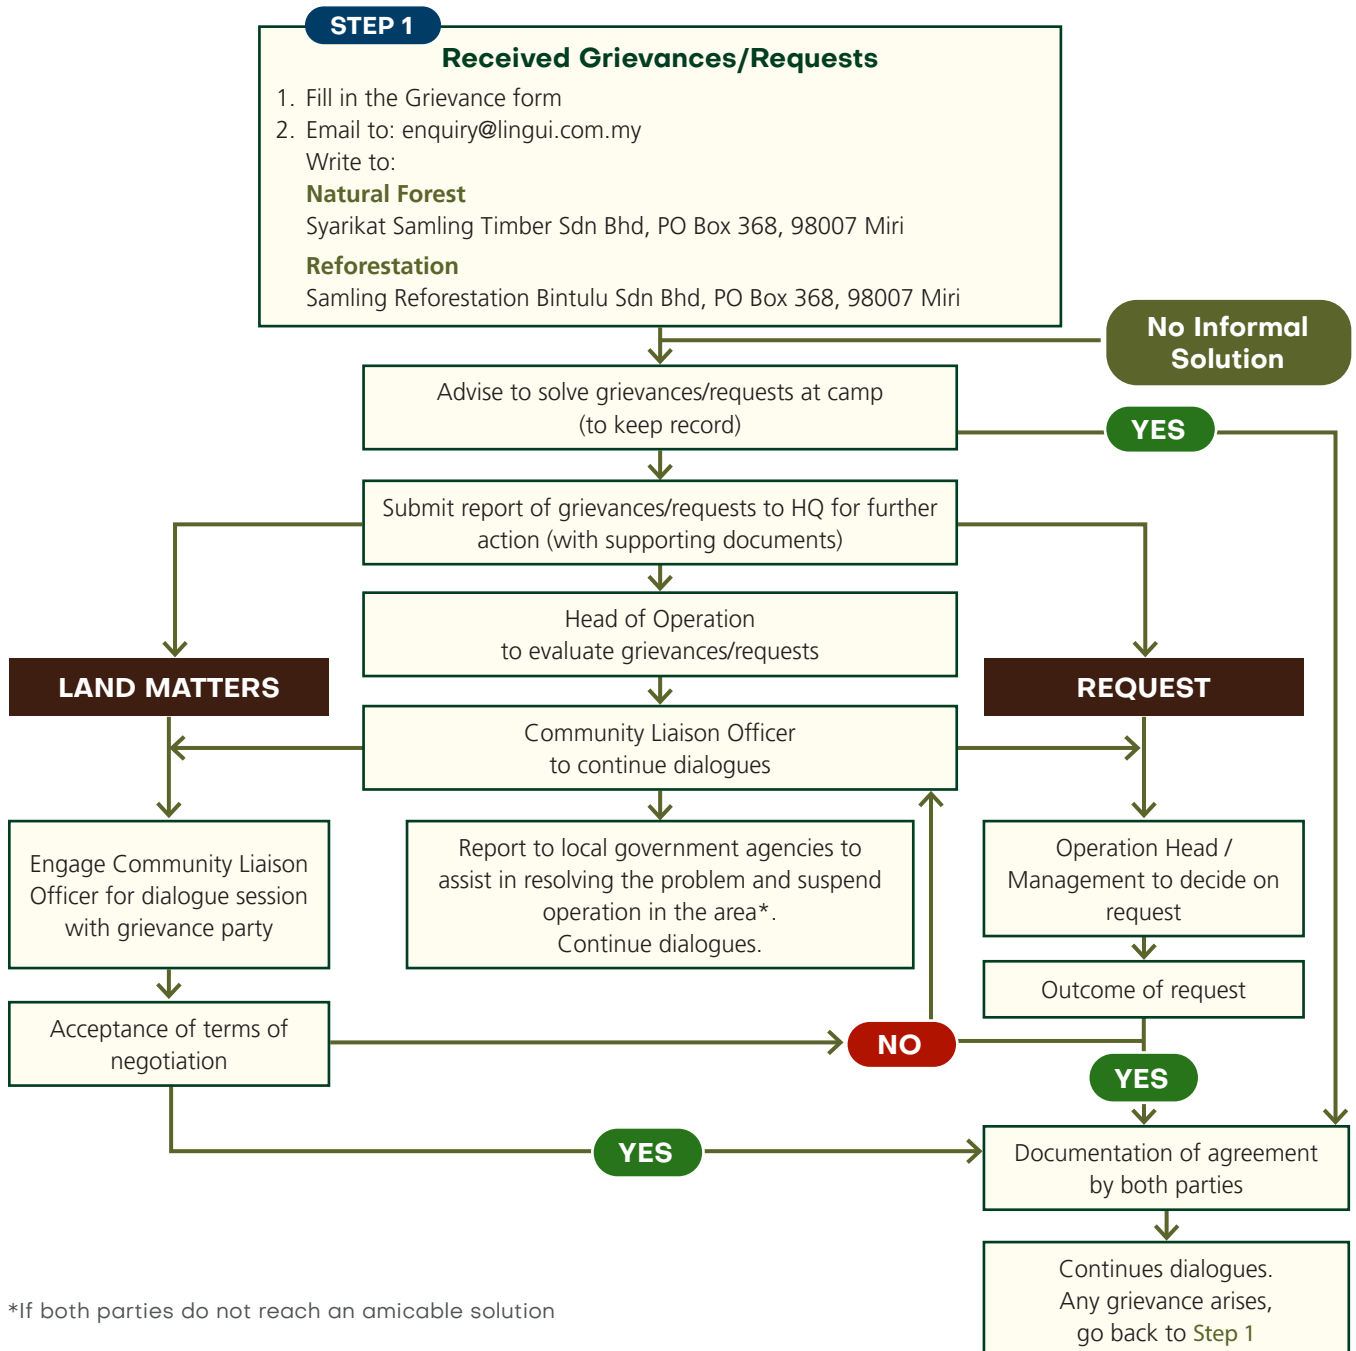 STEP 1
Received Grievances/Requests
1. Fill in the Grievance form
2. Email to: enquiry@lingui.com.my
Write to:
Natural Forest
Syarikat Samling Timber Sdn Bhd, PO Box 368, 98007 Miri
Reforestation
Samling Reforestation Bintulu Sdn Bhd, PO Box 368, 98007 Miri
No Informal
Solution
Advise to solve grievances/requests at camp
(to keep record)
YES
Submit report of grievances/requests to HQ for further
action (with supporting documents)
Head of Operation
to evaluate grievances/requests
LAND MATTERS
REQUEST
Community Liaison Officer
to continue dialogues
Engage Community Liaison
Officer for dialogue session
with grievance party
Report to local government agencies to
assist in resolving the problem and suspend
operation in the area*.
Continue dialogues.
Operation Head /
Management to decide on
request
Outcome of request
Acceptance of terms of
negotiation
NO
YES
YES
Documentation of agreement
by both parties
Continues dialogues.
Any grievance arises,
go back to Step 1
*If both parties do not reach an amicable solution